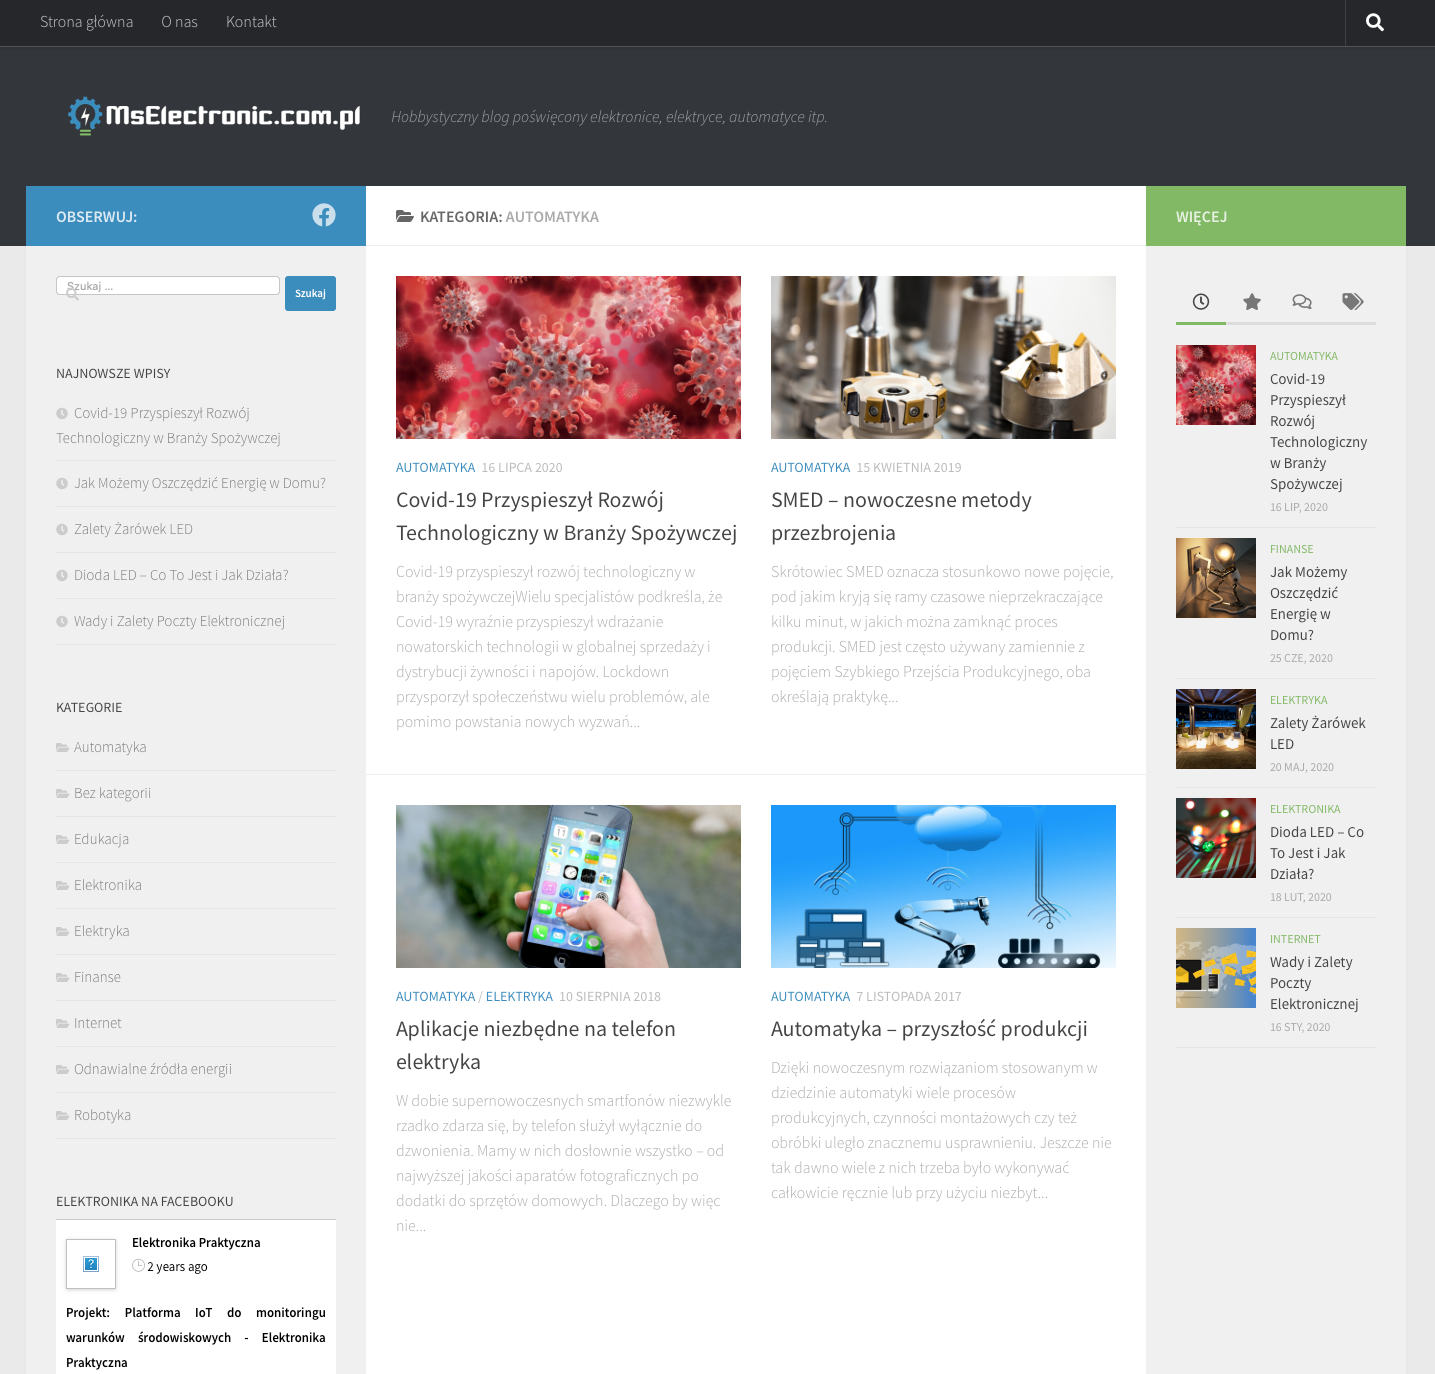 Strona główna
O nas
Kontakt
MsElectronic.com.pl
Hobbystyczny blog poświęcony elektronice, elektryce, automatyce itp.
OBSERWUJ:
Szukaj ...
Szukaj
NAJNOWSZE WPISY
Covid-19 Przyspieszył Rozwój
Technologiczny w Branży Spożywczej
Jak Możemy Oszczędzić Energię w Domu?
Zalety Żarówek LED
Dioda LED – Co To Jest i Jak Działa?
Wady i Zalety Poczty Elektronicznej
KATEGORIE
Automatyka
Bez kategorii
Edukacja
Elektronika
Elektryka
Finanse
Internet
Odnawialne źródła energii
Robotyka
ELEKTRONIKA NA FACEBOOKU
Elektronika Praktyczna
2 years ago
Projekt: Platforma IoT do monitoringu
warunków środowiskowych - Elektronika
Praktyczna
KATEGORIA: AUTOMATYKA
AUTOMATYKA 16 LIPCA 2020
Covid-19 Przyspieszył Rozwój
Technologiczny w Branży Spożywczej
Covid-19 przyspieszył rozwój technologiczny w
branży spożywczejWielu specjalistów podkreśla, że
Covid-19 wyraźnie przyspieszył wdrażanie
nowatorskich technologii w globalnej sprzedaży i
dystrybucji żywności i napojów. Lockdown
przysporzył społeczeństwu wielu problemów, ale
pomimo powstania nowych wyzwań...
AUTOMATYKA 15 KWIETNIA 2019
SMED – nowoczesne metody
przezbrojenia
Skrótowiec SMED oznacza stosunkowo nowe pojęcie,
pod jakim kryją się ramy czasowe nieprzekraczające
kilku minut, w jakich można zamknąć proces
produkcji. SMED jest często używany zamiennie z
pojęciem Szybkiego Przejścia Produkcyjnego, oba
określają praktykę...
AUTOMATYKA / ELEKTRYKA 10 SIERPNIA 2018
Aplikacje niezbędne na telefon
elektryka
W dobie supernowoczesnych smartfonów niezwykle
rzadko zdarza się, by telefon służył wyłącznie do
dzwonienia. Mamy w nich dosłownie wszystko – od
najwyższej jakości aparatów fotograficznych po
dodatki do sprzętów domowych. Dlaczego by więc
nie...
AUTOMATYKA 7 LISTOPADA 2017
Automatyka – przyszłość produkcji
Dzięki nowoczesnym rozwiązaniom stosowanym w
dziedzinie automatyki wiele procesów
produkcyjnych, czynności montażowych czy też
obróbki uległo znacznemu usprawnieniu. Jeszcze nie
tak dawno wiele z nich trzeba było wykonywać
całkowicie ręcznie lub przy użyciu niezbyt...
WIĘCEJ
AUTOMATYKA
Covid-19
Przyspieszył
Rozwój
Technologiczny
w Branży
Spożywczej
16 LIP, 2020
FINANSE
Jak Możemy
Oszczędzić
Energię w
Domu?
25 CZE, 2020
ELEKTRYKA
Zalety Żarówek
LED
20 MAJ, 2020
ELEKTRONIKA
Dioda LED – Co
To Jest i Jak
Działa?
18 LUT, 2020
INTERNET
Wady i Zalety
Poczty
Elektronicznej
16 STY, 2020